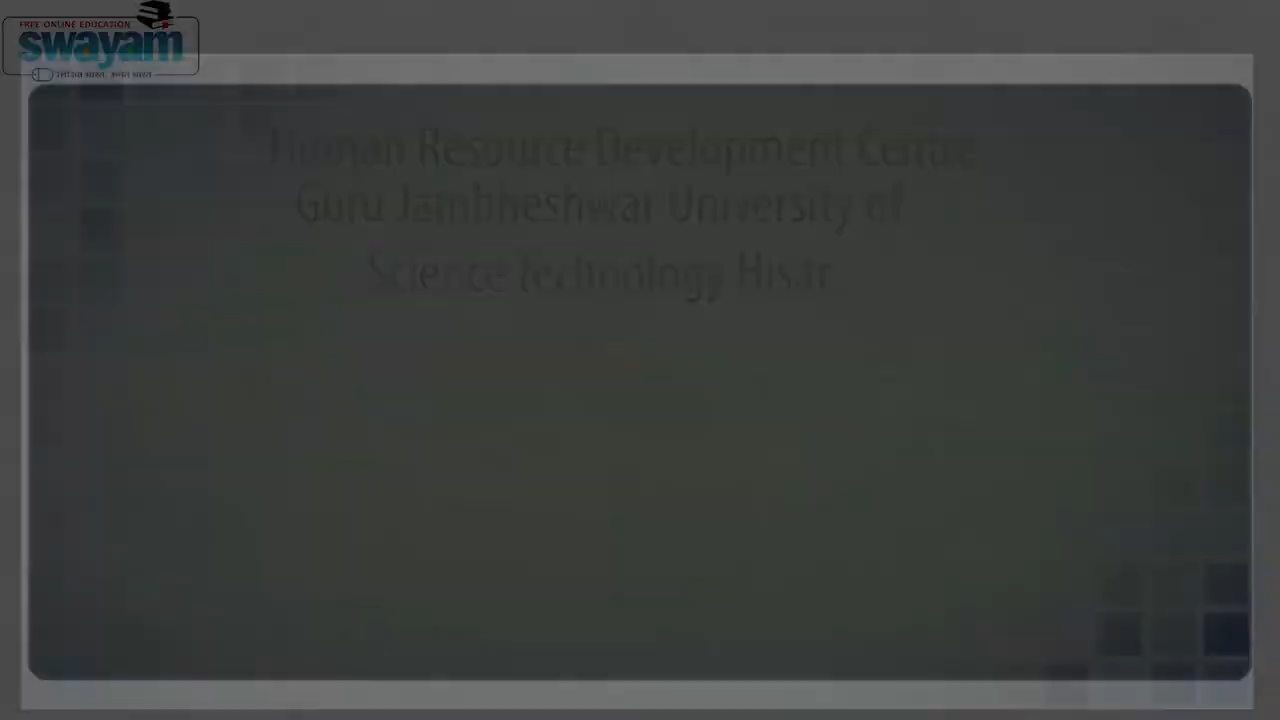 FREE ONLINE EDUCATION
swayam
Human Resource Development Centre
Guru Jambheshwar University of
Science Technology Hisar